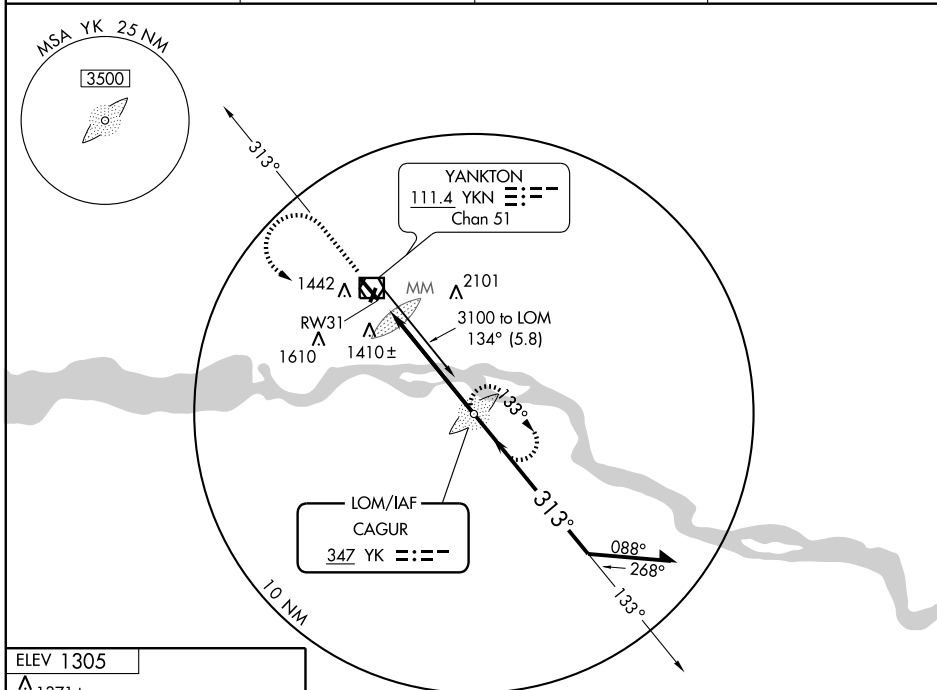 MSA YK 25 NM
3500
313°
YANKTON
111.4 YKN
Chan 51
1442
MM
2101
RW31
3100 to LOM
134° (5.8)
1610
1410±
133°
LOM/IAF
CAGUR
347 YK
313°
088°
268°
133°
10 NM
ELEV 1305
1371±